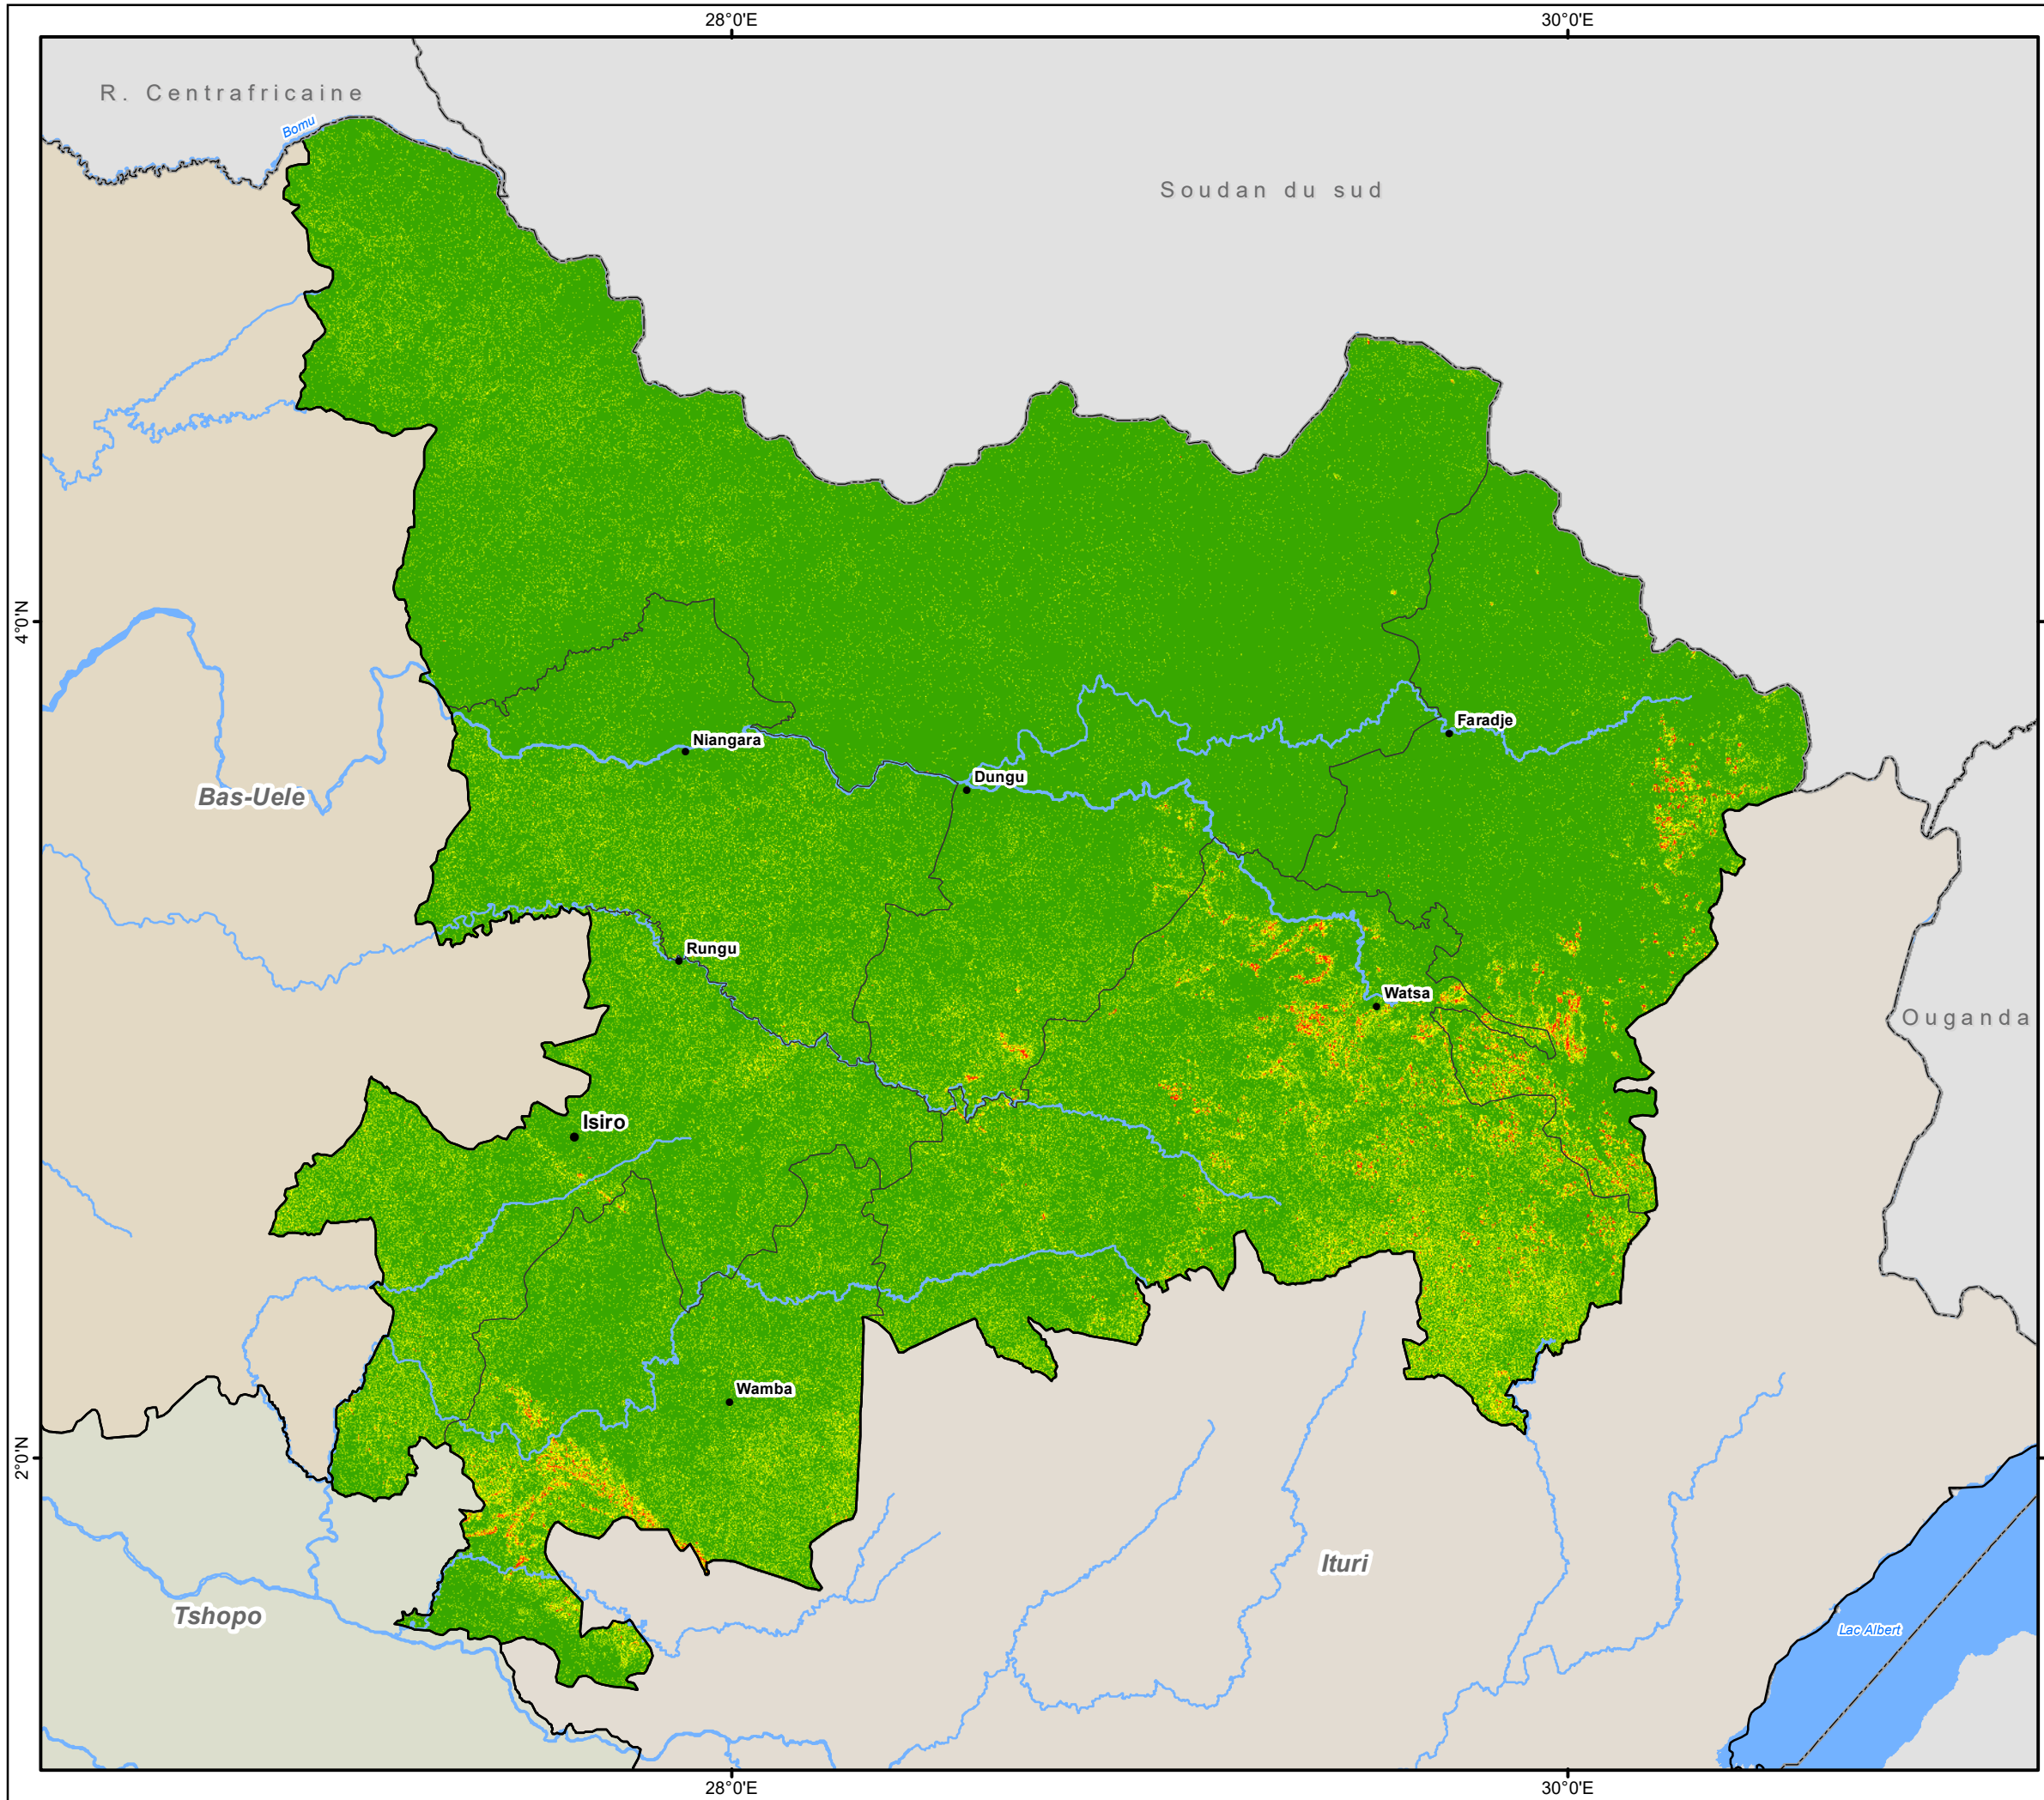 28°0'E
30°0'E
R. Centrafricaine
Bomu
Soudan du sud
4°0'N
Faradje
Niangara
Dungu
Bas-Uele
Rungu
Watsa
Ouganda
Isiro
Wamba
2°0'N
Ituri
Tshopo
Lac Albert
28°0'E
30°0'E